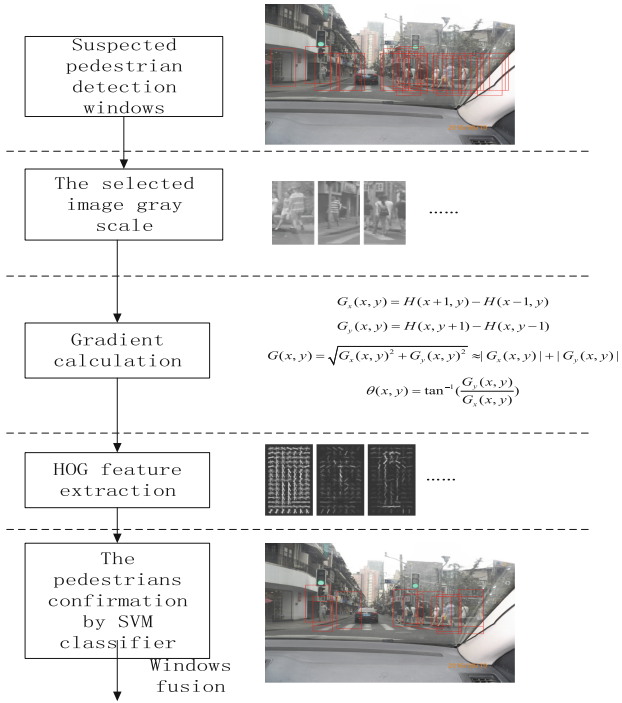 Suspected
pedestrian
detection
windows
The selected
image gray
scale
......
Gradient
calculation
G_x(x, y) = H(x+1, y) − H(x−1, y)
G_y(x, y) = H(x, y+1) − H(x, y−1)
G(x, y) = √(G_x(x, y)² + G_y(x, y)²) ≈| G_x(x, y) | + | G_y(x, y) |
θ(x, y) = tan⁻¹(G_y(x, y) / G_x(x, y))
HOG feature
extraction
......
The
pedestrians
confirmation
by SVM
classifier
Windows
fusion